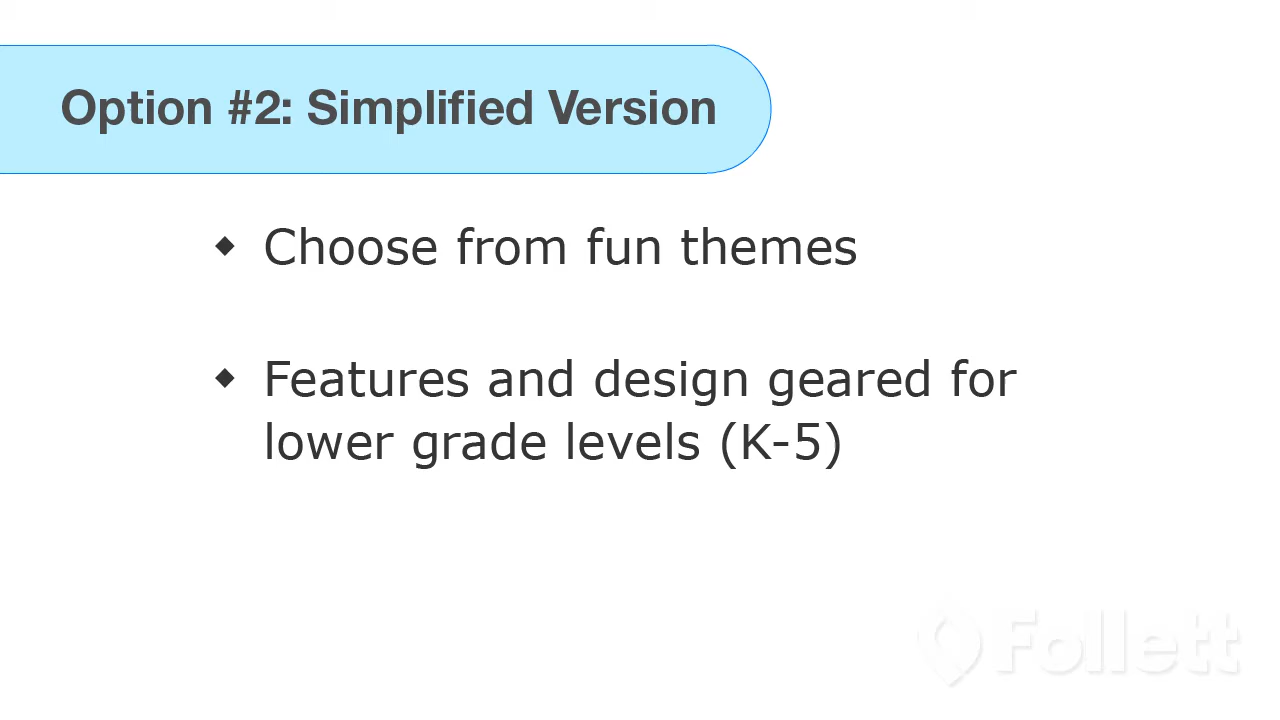 Option #2: Simplified Version
◆ Choose from fun themes
◆ Features and design geared for
lower grade levels (K-5)
Follett